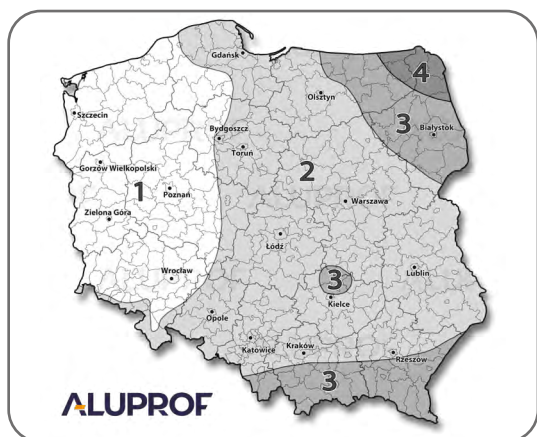 Gdańsk
4
Olsztyn
Szczecin
3
Bydgoszcz
Białystok
Toruń
Gorzów Wielkopolski
2
1
Poznań
Warszawa
Zielona Góra
Łódź
Wrocław
Lublin
3
Kielce
Opole
Katowice
Kraków
Rzeszów
3
ALUPROF